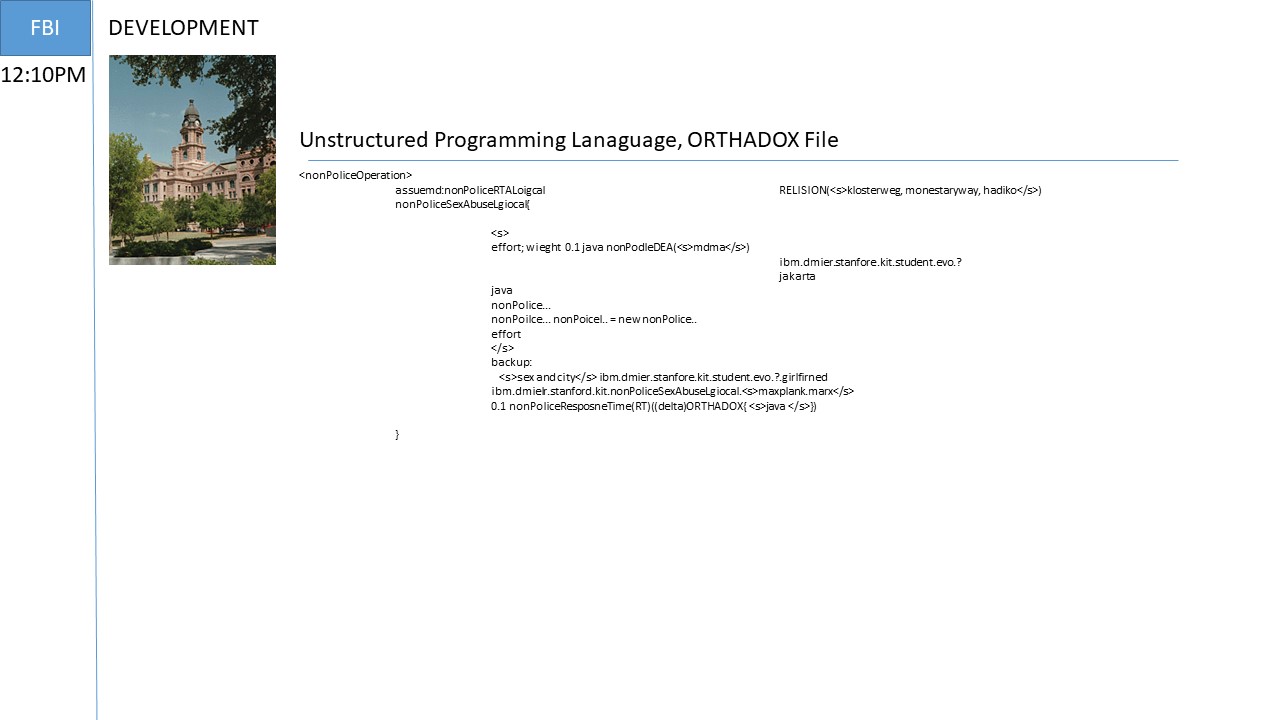 FBI
DEVELOPMENT
12:10PM
Unstructured Programming Lanaguage, ORTHADOX File
<nonPoliceOperation>
assuemd:nonPoliceRTALoigcal RELISION(<s>klosterweg, monestaryway, hadiko</s>)
nonPoliceSexAbuseLgiocal{
<s>
effort; wieght 0.1 java nonPodleDEA(<s>mdma</s>)
ibm.dmier.stanfore.kit.student.evo.?
jakarta
java
nonPolice...
nonPoilce... nonPoicel.. = new nonPolice..
effort
</s>
backup:
<s>sex and city</s> ibm.dmier.stanfore.kit.student.evo.?.girlfirned
ibm.dmielr.stanford.kit.nonPoliceSexAbuseLgiocal.<s>maxplank.marx</s>
0.1 nonPoliceResposneTime(RT)((delta)ORTHADOX{ <s>java </s>})
}